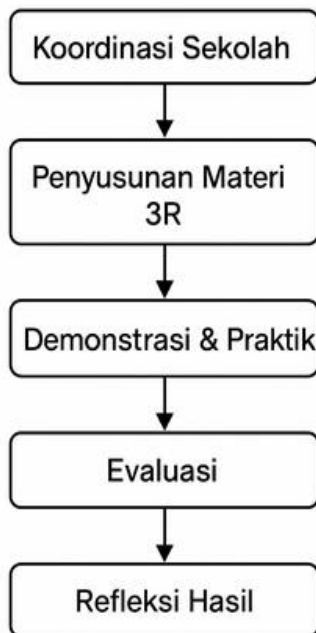 Koordinasi Sekolah
Penyusunan Materi
3R
Demonstrasi & Praktik
Evaluasi
Refleksi Hasil